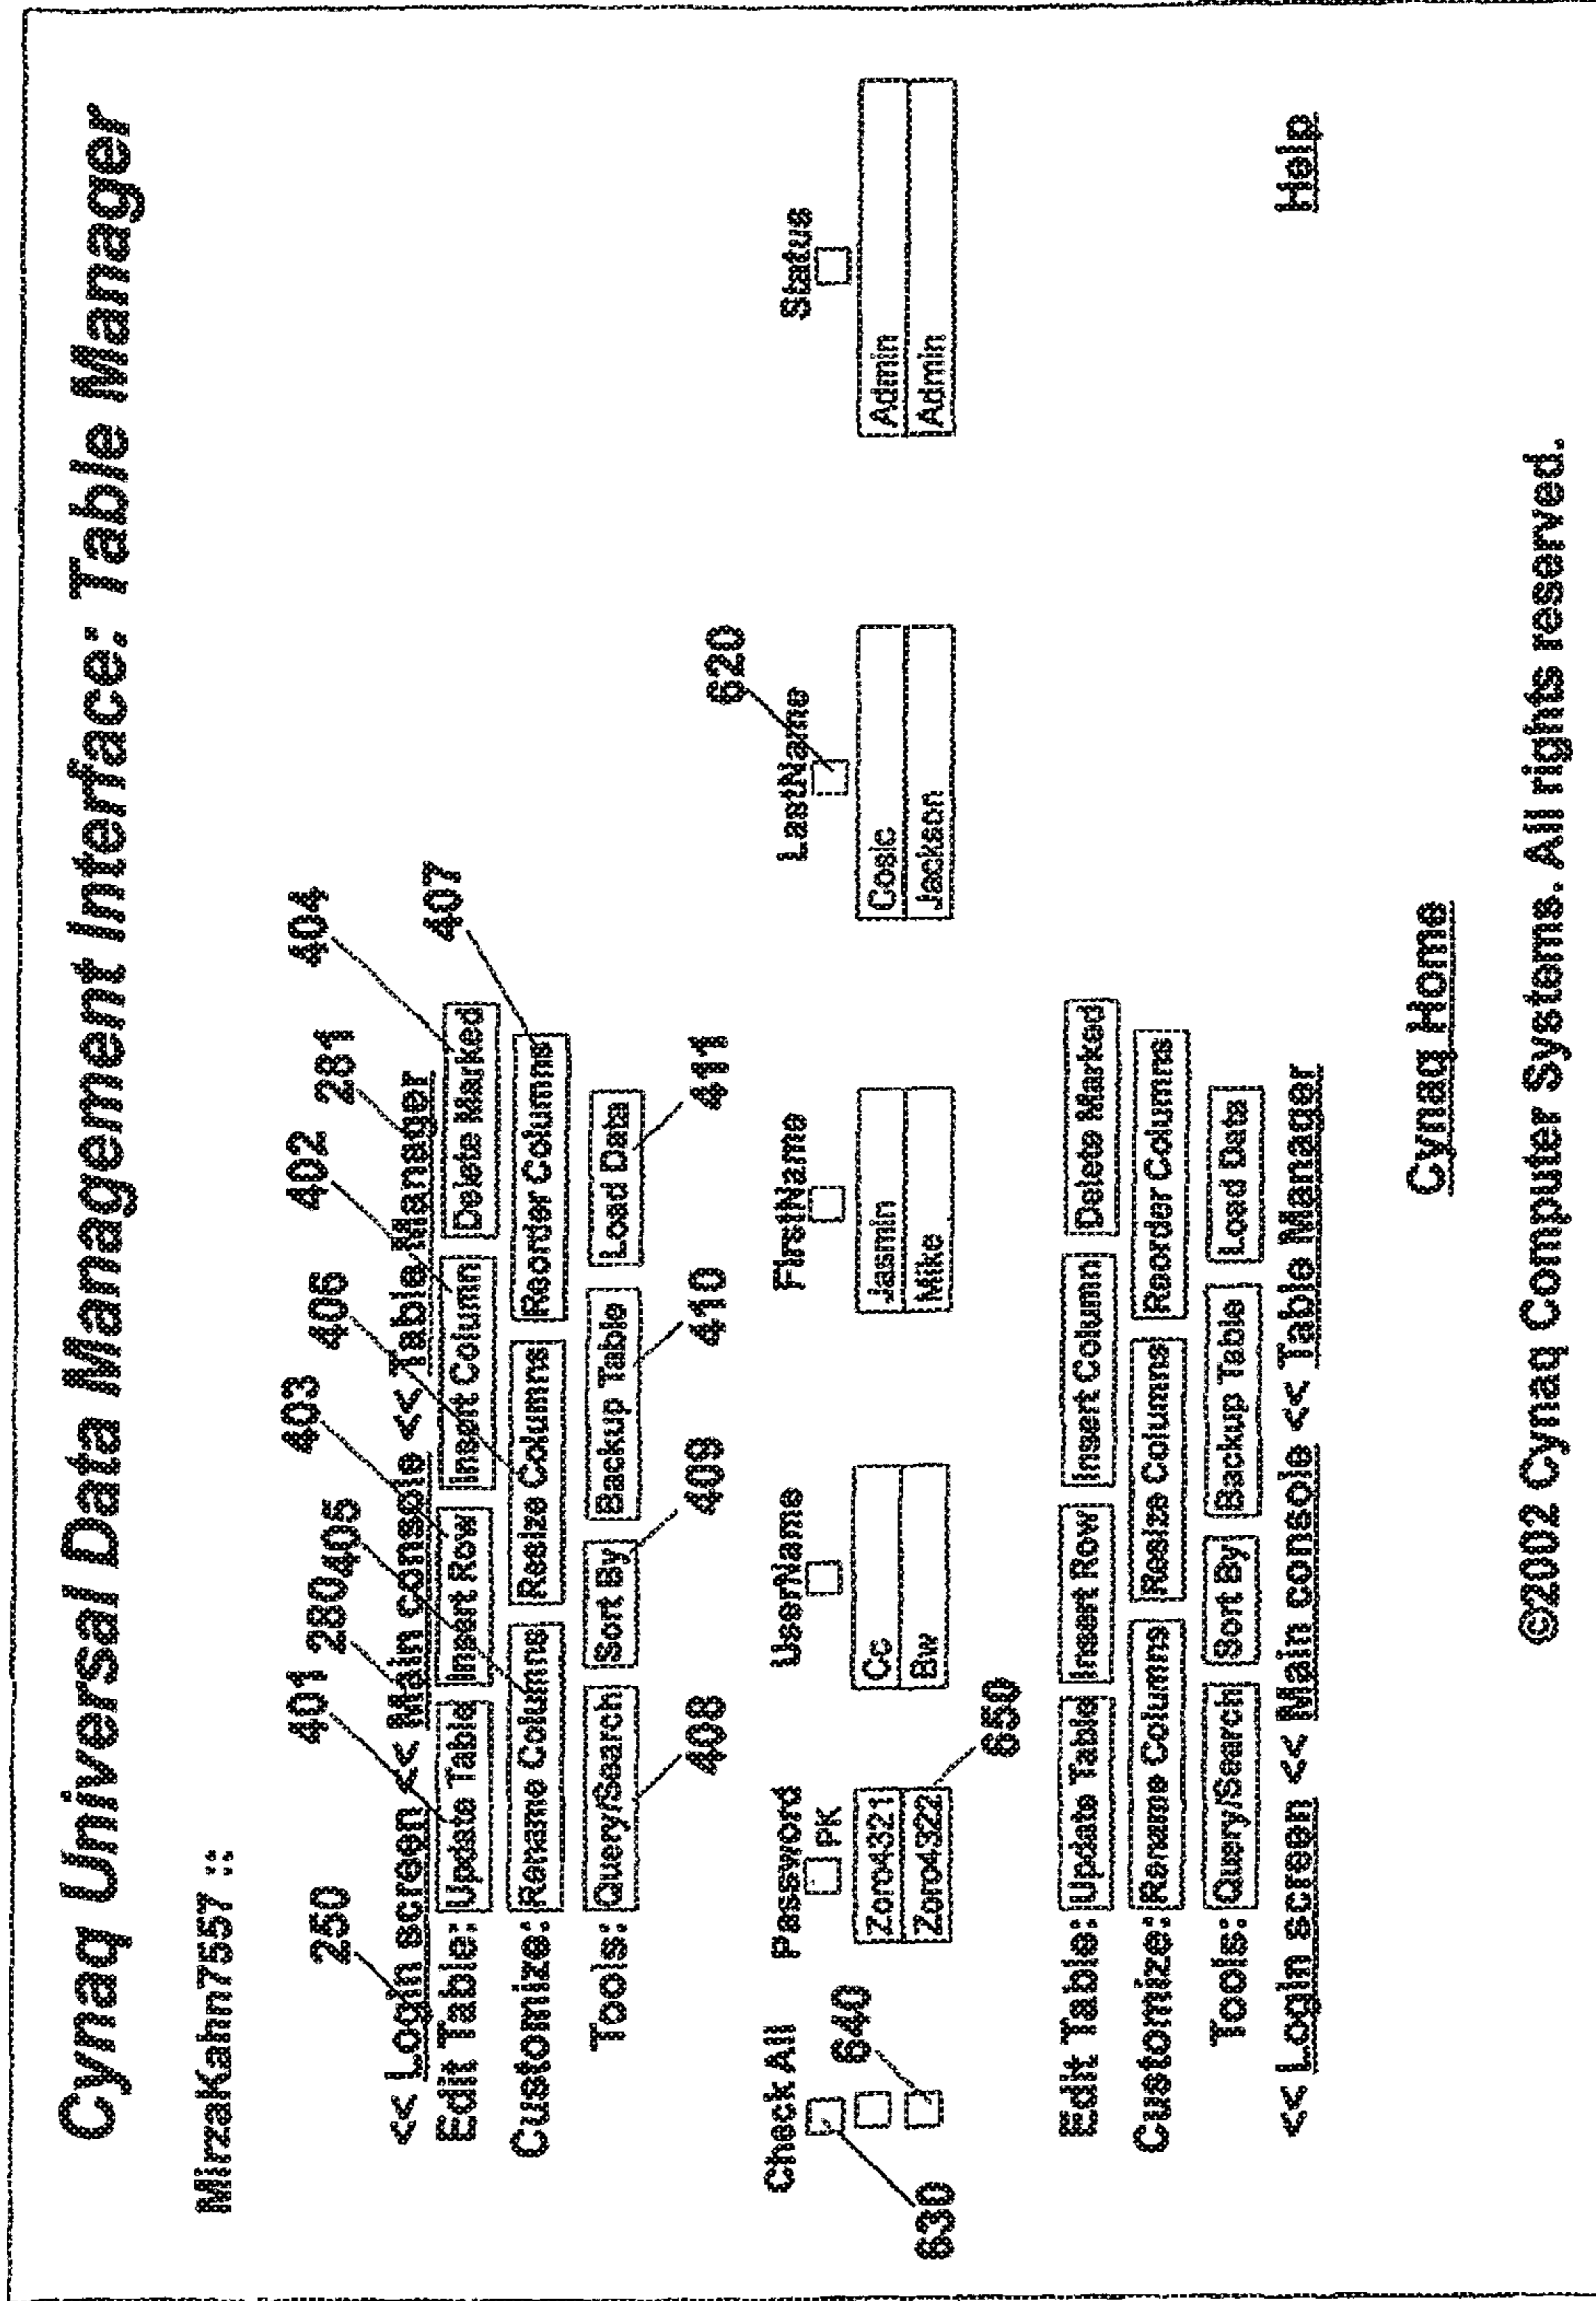 Cynaq Universal Data Management Interface: Table Manager
MirzaKahn7557 ::
250 401 280 405 403 406 402 281 404
<< Login screen << Main console << Table Manager
407
Edit Table: Update Table Insert Row Insert Column Delete Marked
Customize: Rename Columns Resize Columns Reorder Columns
Tools: Query/Search Sort By Backup Table Load Data
408 409 410 411
620
Check All Password UserName FirstName LastName Status
PK
Zoro4321 Cc Jasmin Cosic Admin
Zoro4322 Bw Mike Jackson Admin
630 640 650
Edit Table: Update Table Insert Row Insert Column Delete Marked
Customize: Rename Columns Resize Columns Reorder Columns
Tools: Query/Search Sort By Backup Table Load Data
<< Login screen << Main console << Table Manager Help
Cynaq Home
©2002 Cynaq Computer Systems. All rights reserved.